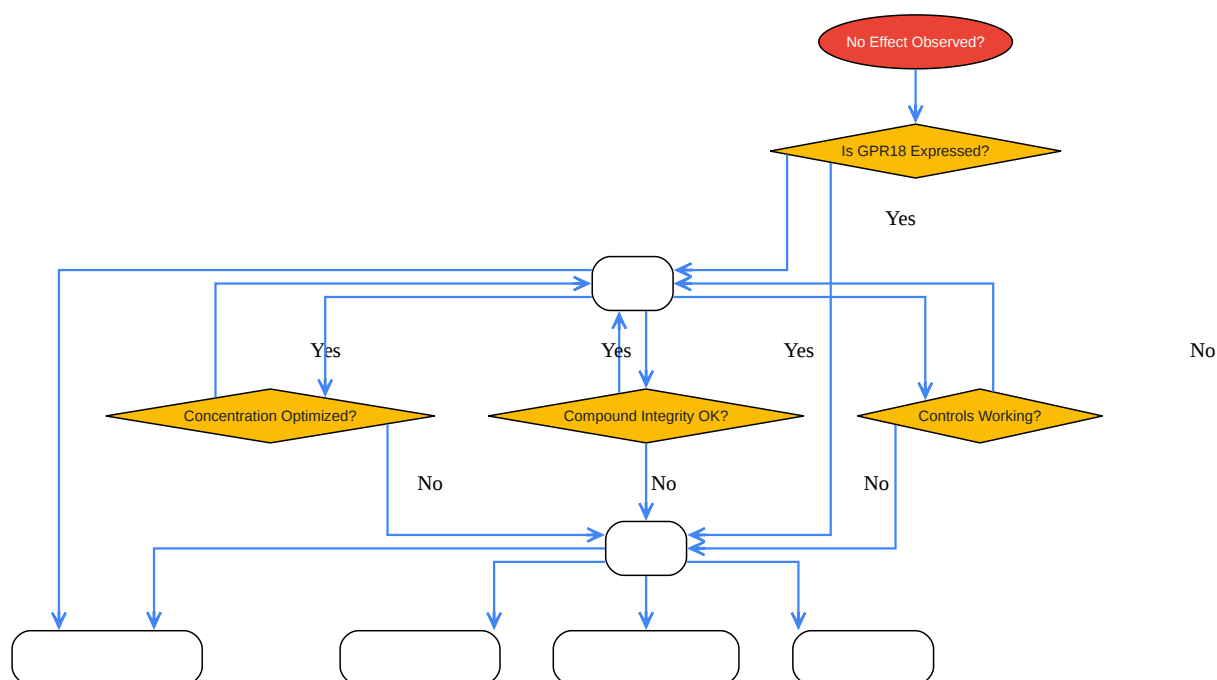 No Effect Observed?
Is GPR18 Expressed?
Yes
Yes
Yes
Yes
No
Concentration Optimized?
Compound Integrity OK?
Controls Working?
No
No
No